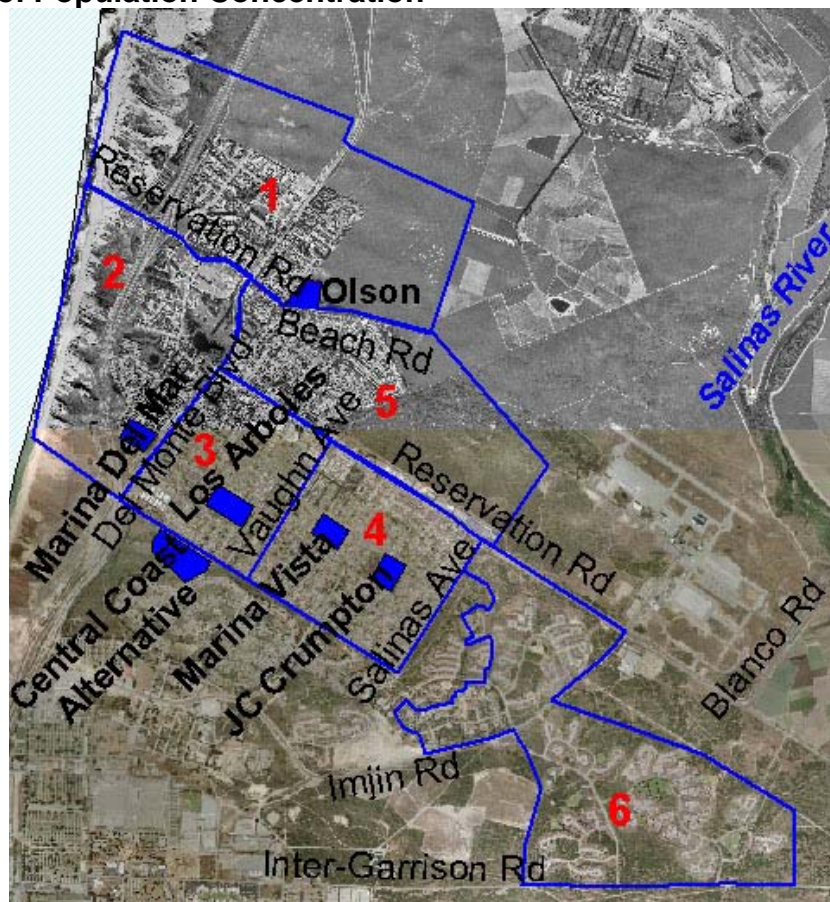 Population Concentration
1
Reservation Rd
2
Olson
Beach Rd
Salinas River
5
Marina Del Mar
Del Monte Blvd
3
Los Arboles
Vaughn Ave
Reservation Rd
4
Central Coast
Alternative
Marina Vista
JC Crumpton
Salinas Ave
Blanco Rd
Imjin Rd
6
Inter-Garrison Rd